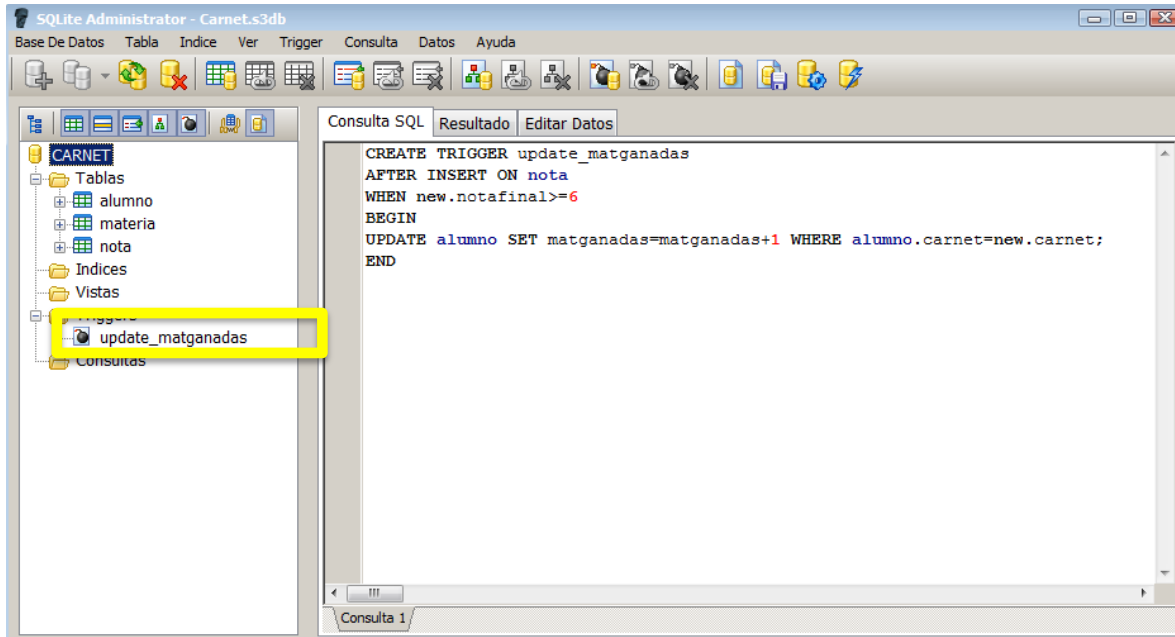 SQLite Administrator - Carnet.s3db
Base De Datos Tabla Indice Ver Trigger Consulta Datos Ayuda
Consulta SQL Resultado Editar Datos
CARNET
Tablas
alumno
materia
nota
Indices
Vistas
Triggers
update_matganadas
Consultas
CREATE TRIGGER update_matganadas
AFTER INSERT ON nota
WHEN new.notafinal>=6
BEGIN
UPDATE alumno SET matganadas=matganadas+1 WHERE alumno.carnet=new.carnet;
END
Consulta 1